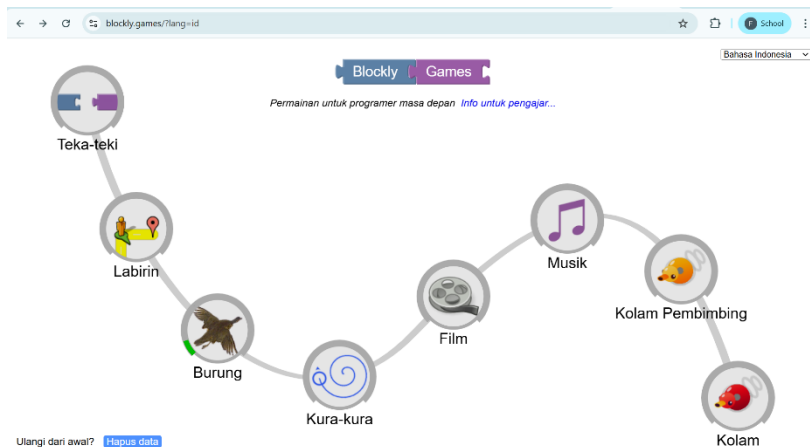 blockly.games/?lang=id
F School
Bahasa Indonesia
Blockly Games
Permainan untuk programer masa depan Info untuk pengajar...
Teka-teki
Labirin
Burung
Kura-kura
Film
Musik
Kolam Pembimbing
Kolam
Ulangi dari awal? Hapus data